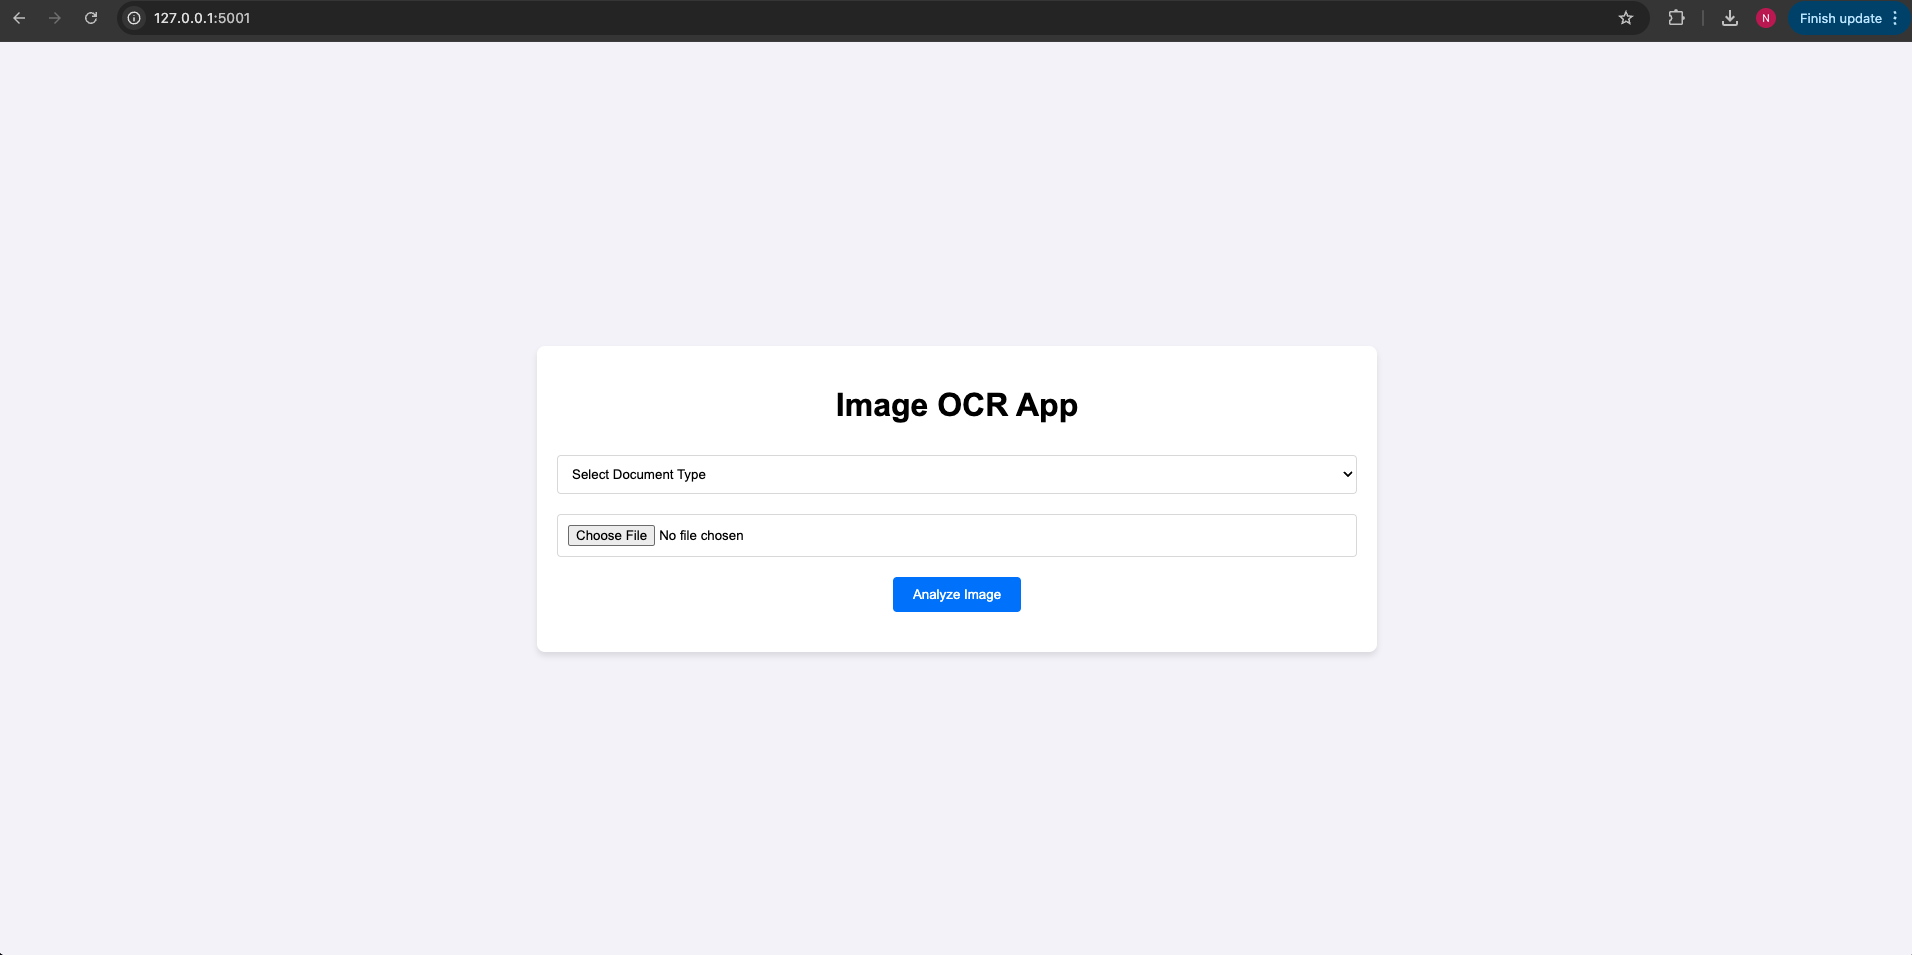 127.0.0.1:5001
N
Finish update
Image OCR App
Select Document Type
Choose File No file chosen
Analyze Image